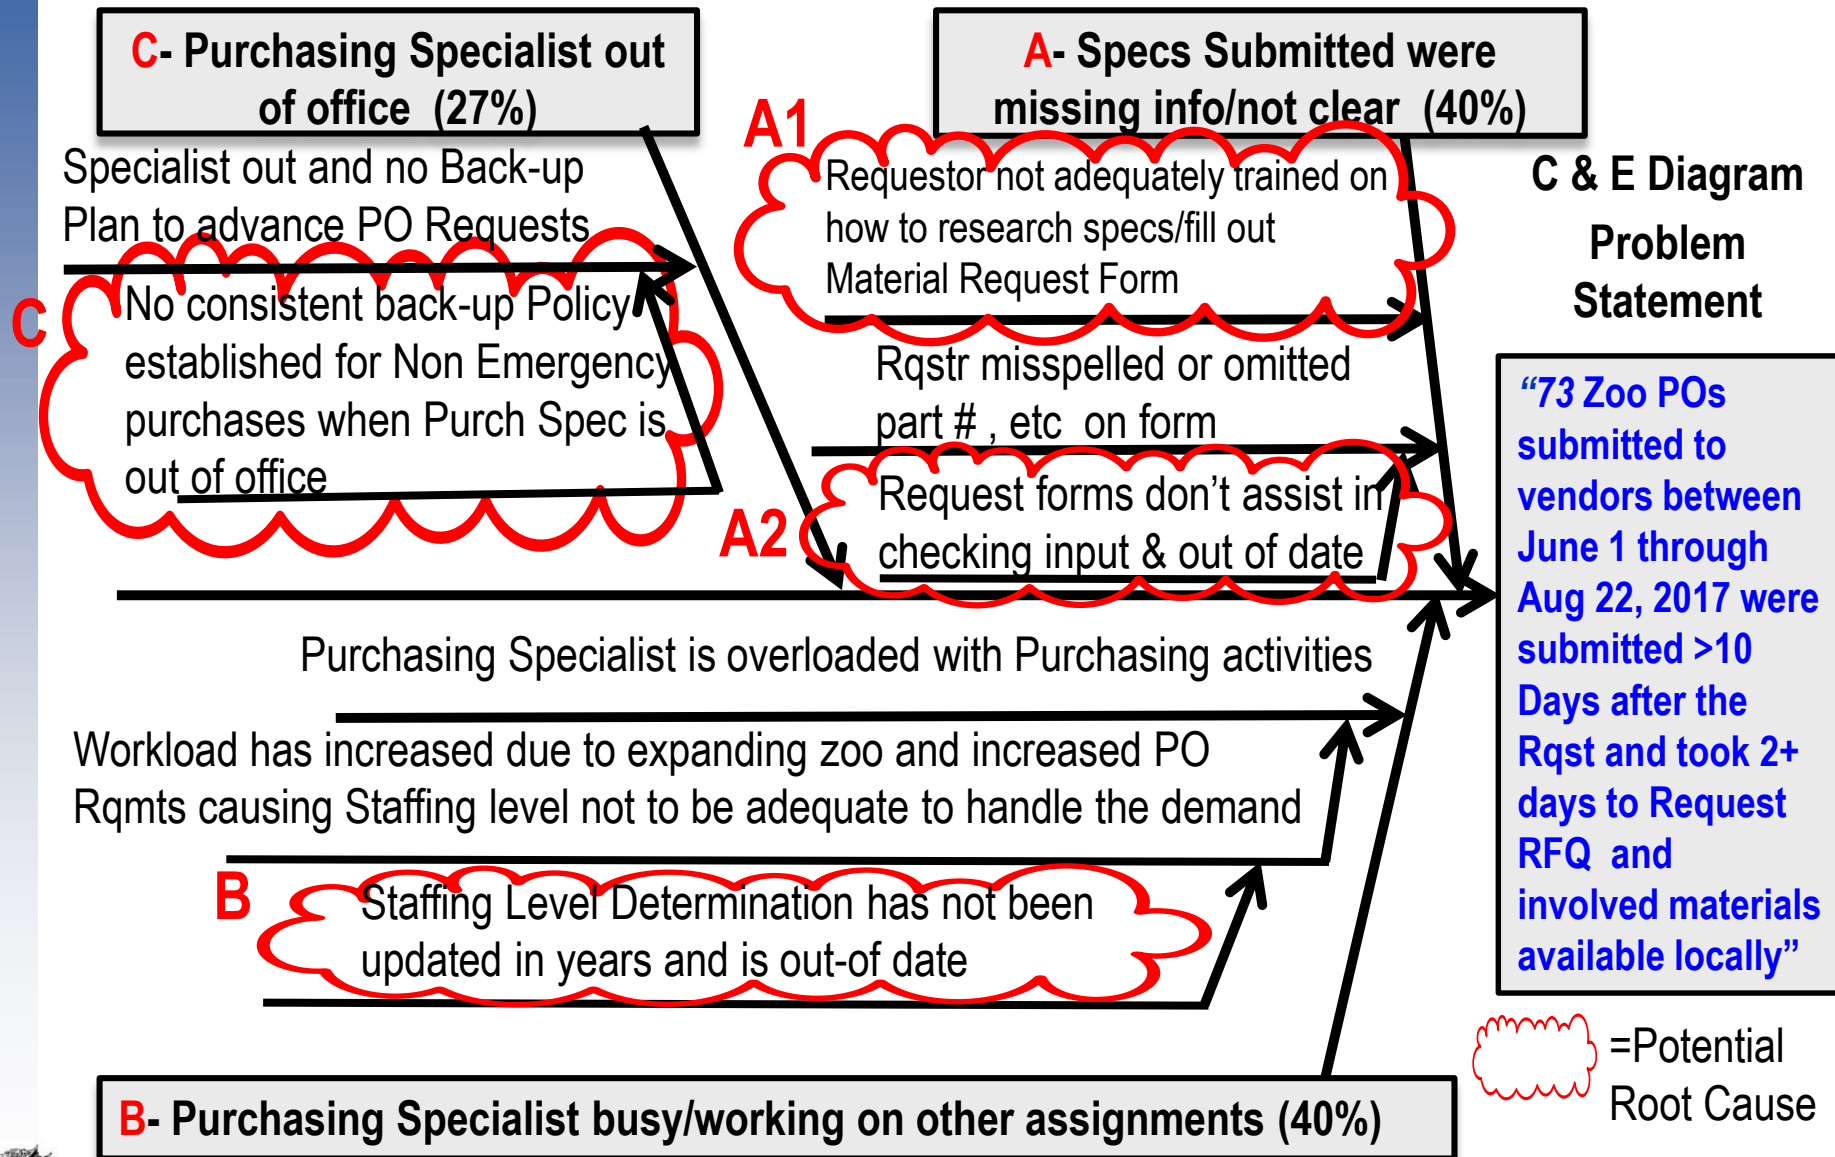 C- Purchasing Specialist out
of office (27%)
A- Specs Submitted were
missing info/not clear (40%)
Specialist out and no Back-up
Plan to advance PO Requests
C
No consistent back-up Policy
established for Non Emergency
purchases when Purch Spec is
out of office
A1
Requestor not adequately trained on
how to research specs/fill out
Material Request Form
Rqstr misspelled or omitted
part # , etc on form
A2
Request forms don’t assist in
checking input & out of date
C & E Diagram
Problem
Statement
“73 Zoo POs
submitted to
vendors between
June 1 through
Aug 22, 2017 were
submitted >10
Days after the
Rqst and took 2+
days to Request
RFQ and
involved materials
available locally”
Purchasing Specialist is overloaded with Purchasing activities
Workload has increased due to expanding zoo and increased PO
Rqmts causing Staffing level not to be adequate to handle the demand
B
Staffing Level Determination has not been
updated in years and is out-of date
B- Purchasing Specialist busy/working on other assignments (40%)
=Potential
Root Cause